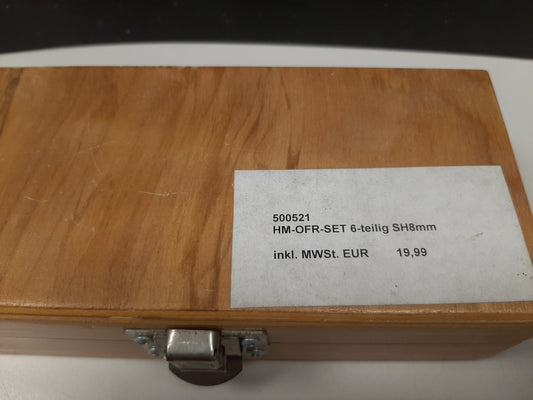 500521
HM-OFR-SET 6-teilig SH8mm
inkl. MWSt. EUR 19,99